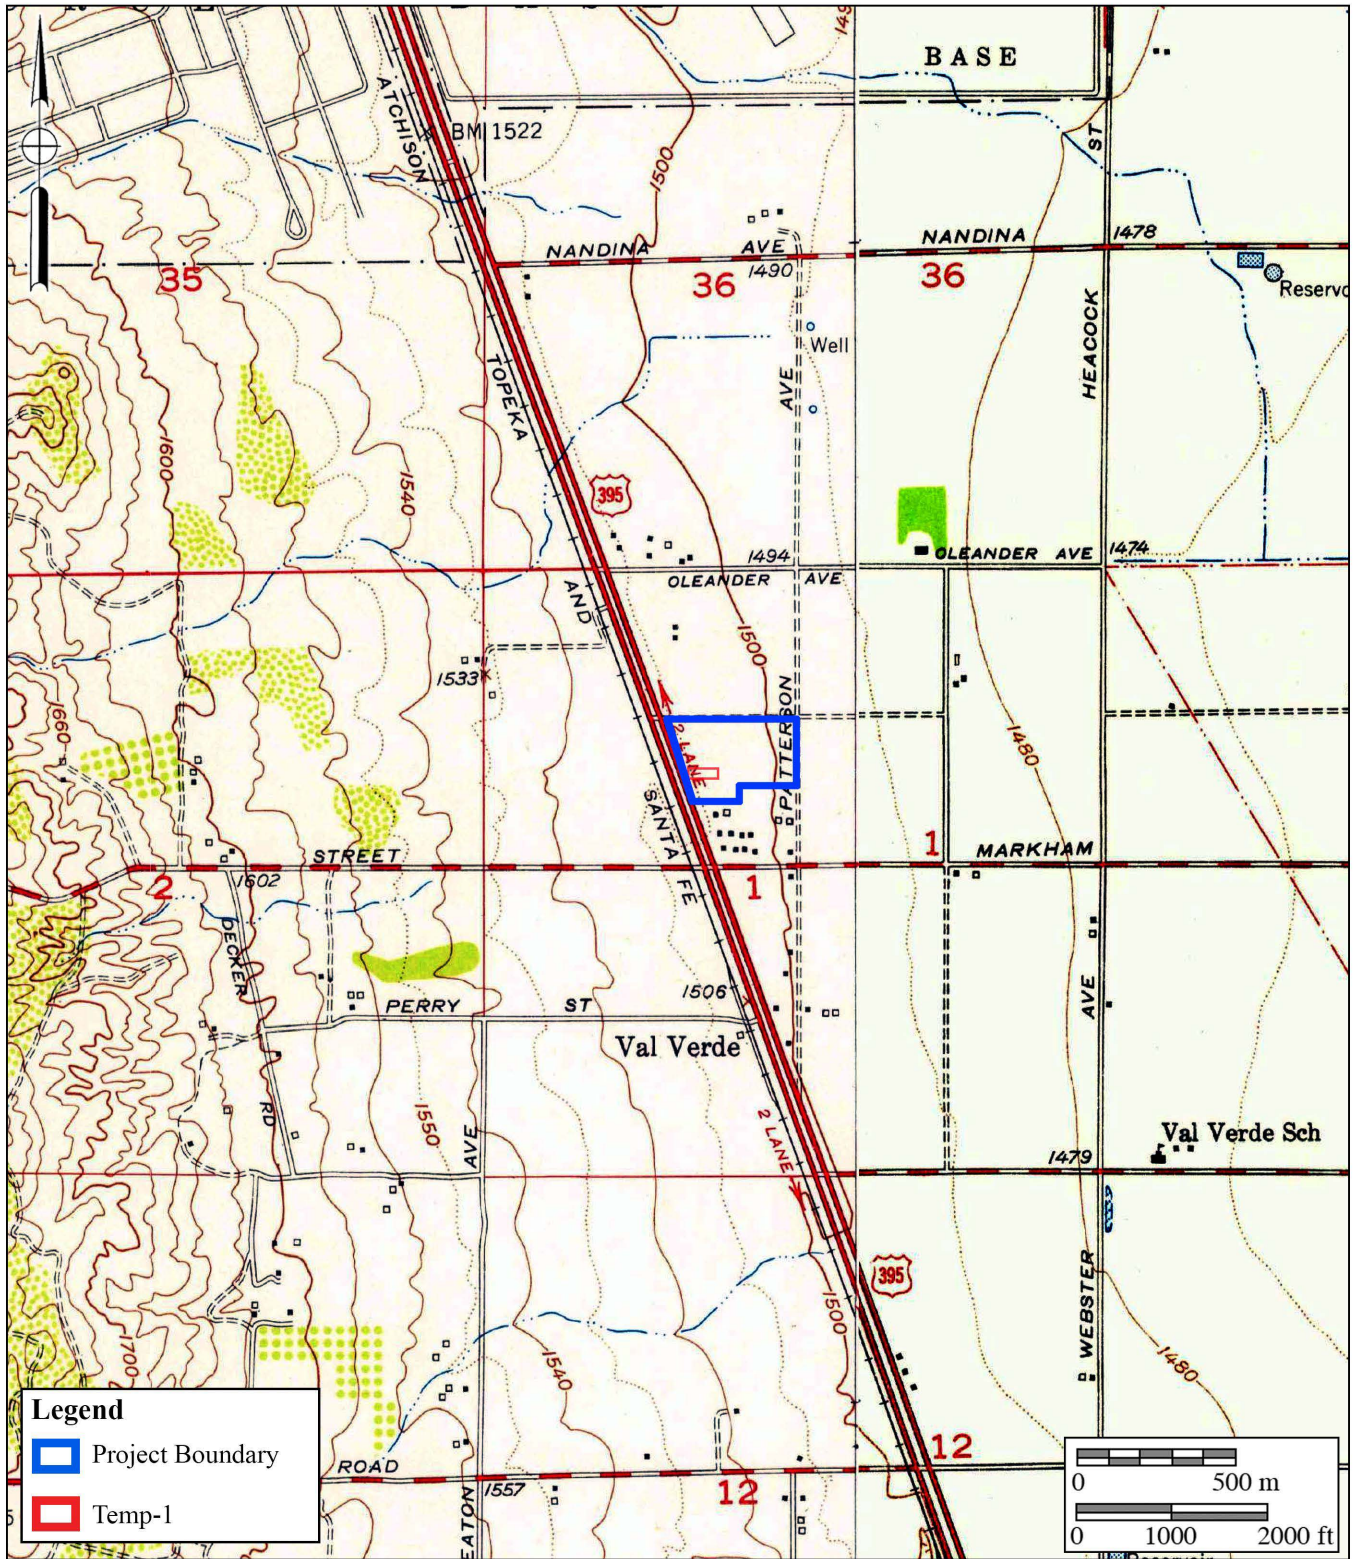 BASE
ATCHISON
BM 1522
ST
1500
NANDINA AVE
NANDINA
1478
1490
35
36
36
Reservo
HEACOCK
TOPEKA
Well
AVE
1600
1540
395
1494
OLEANDER AVE
1474
OLEANDER AVE
AND
1500
1533
PATTERSON
1660
2 LANE
1480
SANTA FE
STREET
1
MARKHAM
2
1602
1
DECKER RD
1506
PERRY ST
AVE
Val Verde
1550
AVE
2 LANE
Val Verde Sch
1479
395
WEBSTER
1500
1700
1540
1480
Legend
Project Boundary
Temp-1
ROAD
1557
12
12
EATON
0 500 m
0 1000 2000 ft